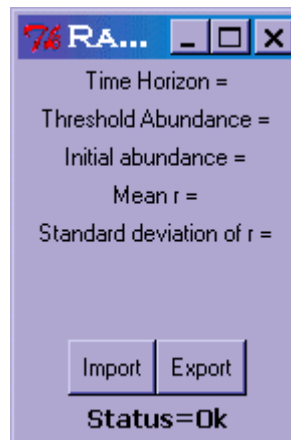 RA...
Time Horizon =
Threshold Abundance =
Initial abundance =
Mean r =
Standard deviation of r =
Import Export
Status=Ok